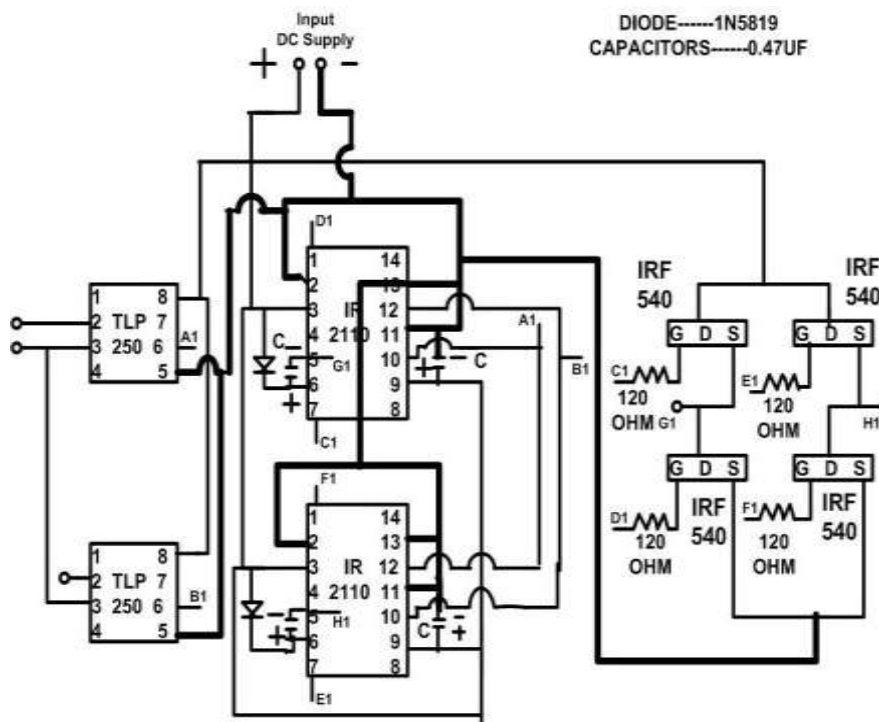 Input
DC Supply
+ -
DIODE------1N5819
CAPACITORS------0.47UF
D1
1 14
2 13
3 IR 12
4 2110 11
5 10
6 9
7 8
C -
+
G1
C1
- C
+
A1
B1
1 8
2 TLP 7
3 250 6
4 5
A1
1 8
2 TLP 7
3 250 6
4 5
B1
F1
1 14
2 13
3 IR 12
4 2110 11
5 10
6 9
7 8
-
+ C
H1
E1
C -
+
IRF
540
IRF
540
G D S
G D S
C1
120
OHM
G1
E1
120
OHM
H1
G D S
G D S
D1
120
OHM
IRF
540
F1
120
OHM
IRF
540